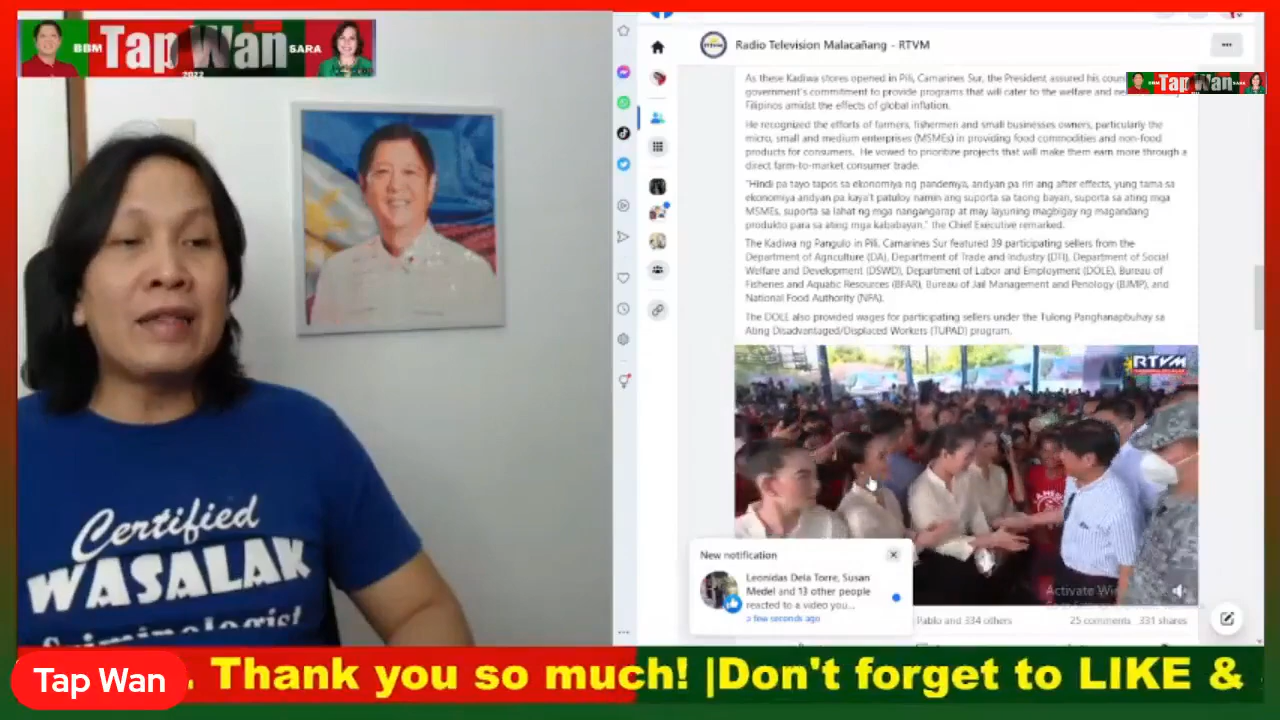 BBM Tap Wan SARA
2022
Certified
WASALAK
Criminologist
RTVM
Radio Television Malacañang - RTVM
Tap Wan
As these Kadiwa stores opened in Pili, Camarines Sur, the President assured his
government's commitment to provide programs that will cater to the welfare and
Filipinos amidst the effects of global inflation.
He recognized the efforts of farmers, fishermen and small businesses owners, particularly the
micro, small and medium enterprises (MSMEs) in providing food commodities and non-food
products for consumers. He vowed to prioritize projects that will make them earn more through a
direct farm-to-market consumer trade.
"Hindi pa tayo tapos sa ekonomiya ng pandemya, andyan pa rin ang after effects, yung tama sa
ekonomiya andyan pa kaya't patuloy namin ang suporta sa taong bayan, suporta sa ating mga
MSMEs, suporta sa lahat ng mga nangangarap at may layuning magbigay ng magandang
produkto para sa ating mga kababayan." the Chief Executive remarked.
The Kadiwa ng Pangulo in Pili, Camarines Sur featured 39 participating sellers from the
Department of Agriculture (DA), Department of Trade and Industry (DTI), Department of Social
Welfare and Development (DSWD), Department of Labor and Employment (DOLE), Bureau of
Fisheries and Aquatic Resources (BFAR), Bureau of Jail Management and Penology (BJMP), and
National Food Authority (NFA).
The DOLE also provided wages for participating sellers under the Tulong Panghanapbuhay sa
Ating Disadvantaged/Displaced Workers (TUPAD) program.
RTVM
New notification
Leonidas Dela Torre, Susan
Medel and 13 other people
reacted to a video you...
a few seconds ago
Activate Win
Pablo and 334 others
25 comments 331 shares
Tap Wan
. Thank you so much! |Don't forget to LIKE &